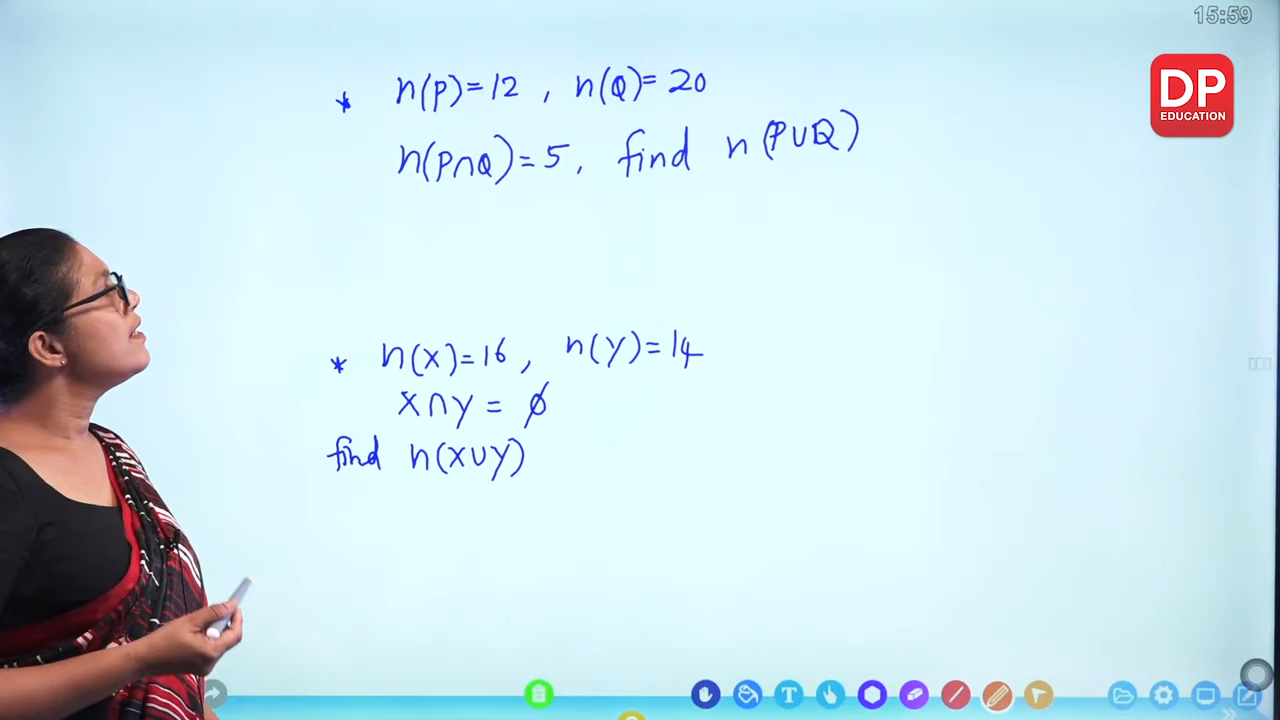 15:59
DP
EDUCATION
* n(P)=12 , n(Q)=20
n(P∩Q)=5, find n(P∪Q)
* n(X)=16, n(Y)=14
X∩Y = ϕ
find n(X∪Y)
T